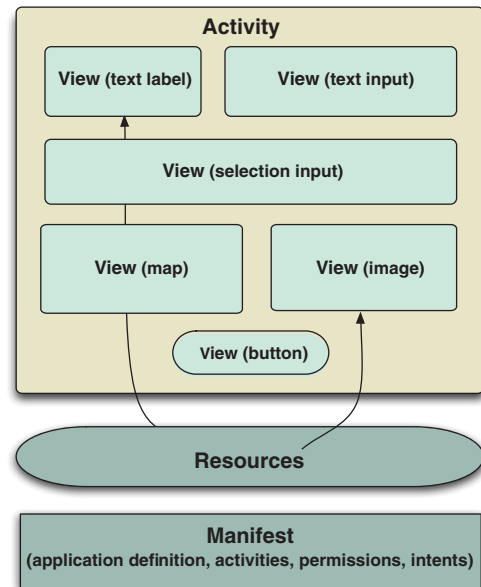 Activity
View (text label)
View (text input)
View (selection input)
View (map)
View (image)
View (button)
Resources
Manifest
(application definition, activities, permissions, intents)